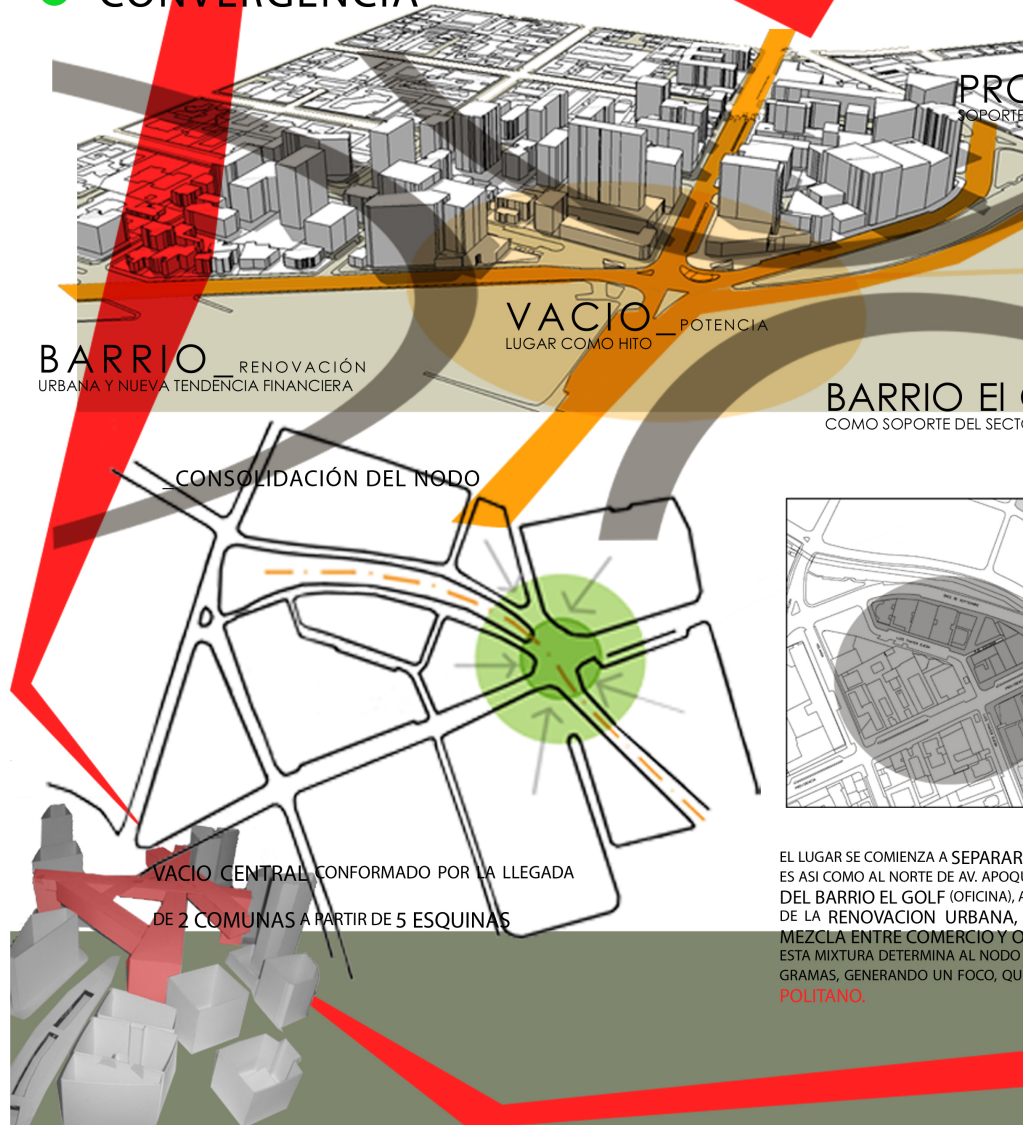 CONVERGENCIA
PRO
SOPORTE
VACIO_POTENCIA
LUGAR COMO HITO
BARRIO_RENOVACIÓN
URBANA Y NUEVA TENDENCIA FINANCIERA
BARRIO El
COMO SOPORTE DEL SECTO
_CONSOLIDACIÓN DEL NODO
VACIO CENTRAL CONFORMADO POR LA LLEGADA
DE 2 COMUNAS A PARTIR DE 5 ESQUINAS
EL LUGAR SE COMIENZA A SEPARAR
ES ASI COMO AL NORTE DE AV. APOQU
DEL BARRIO EL GOLF (OFICINA), A
DE LA RENOVACION URBANA,
MEZCLA ENTRE COMERCIO Y O
ESTA MIXTURA DETERMINA AL NODO
GRAMAS, GENERANDO UN FOCO, QU
POLITANO.